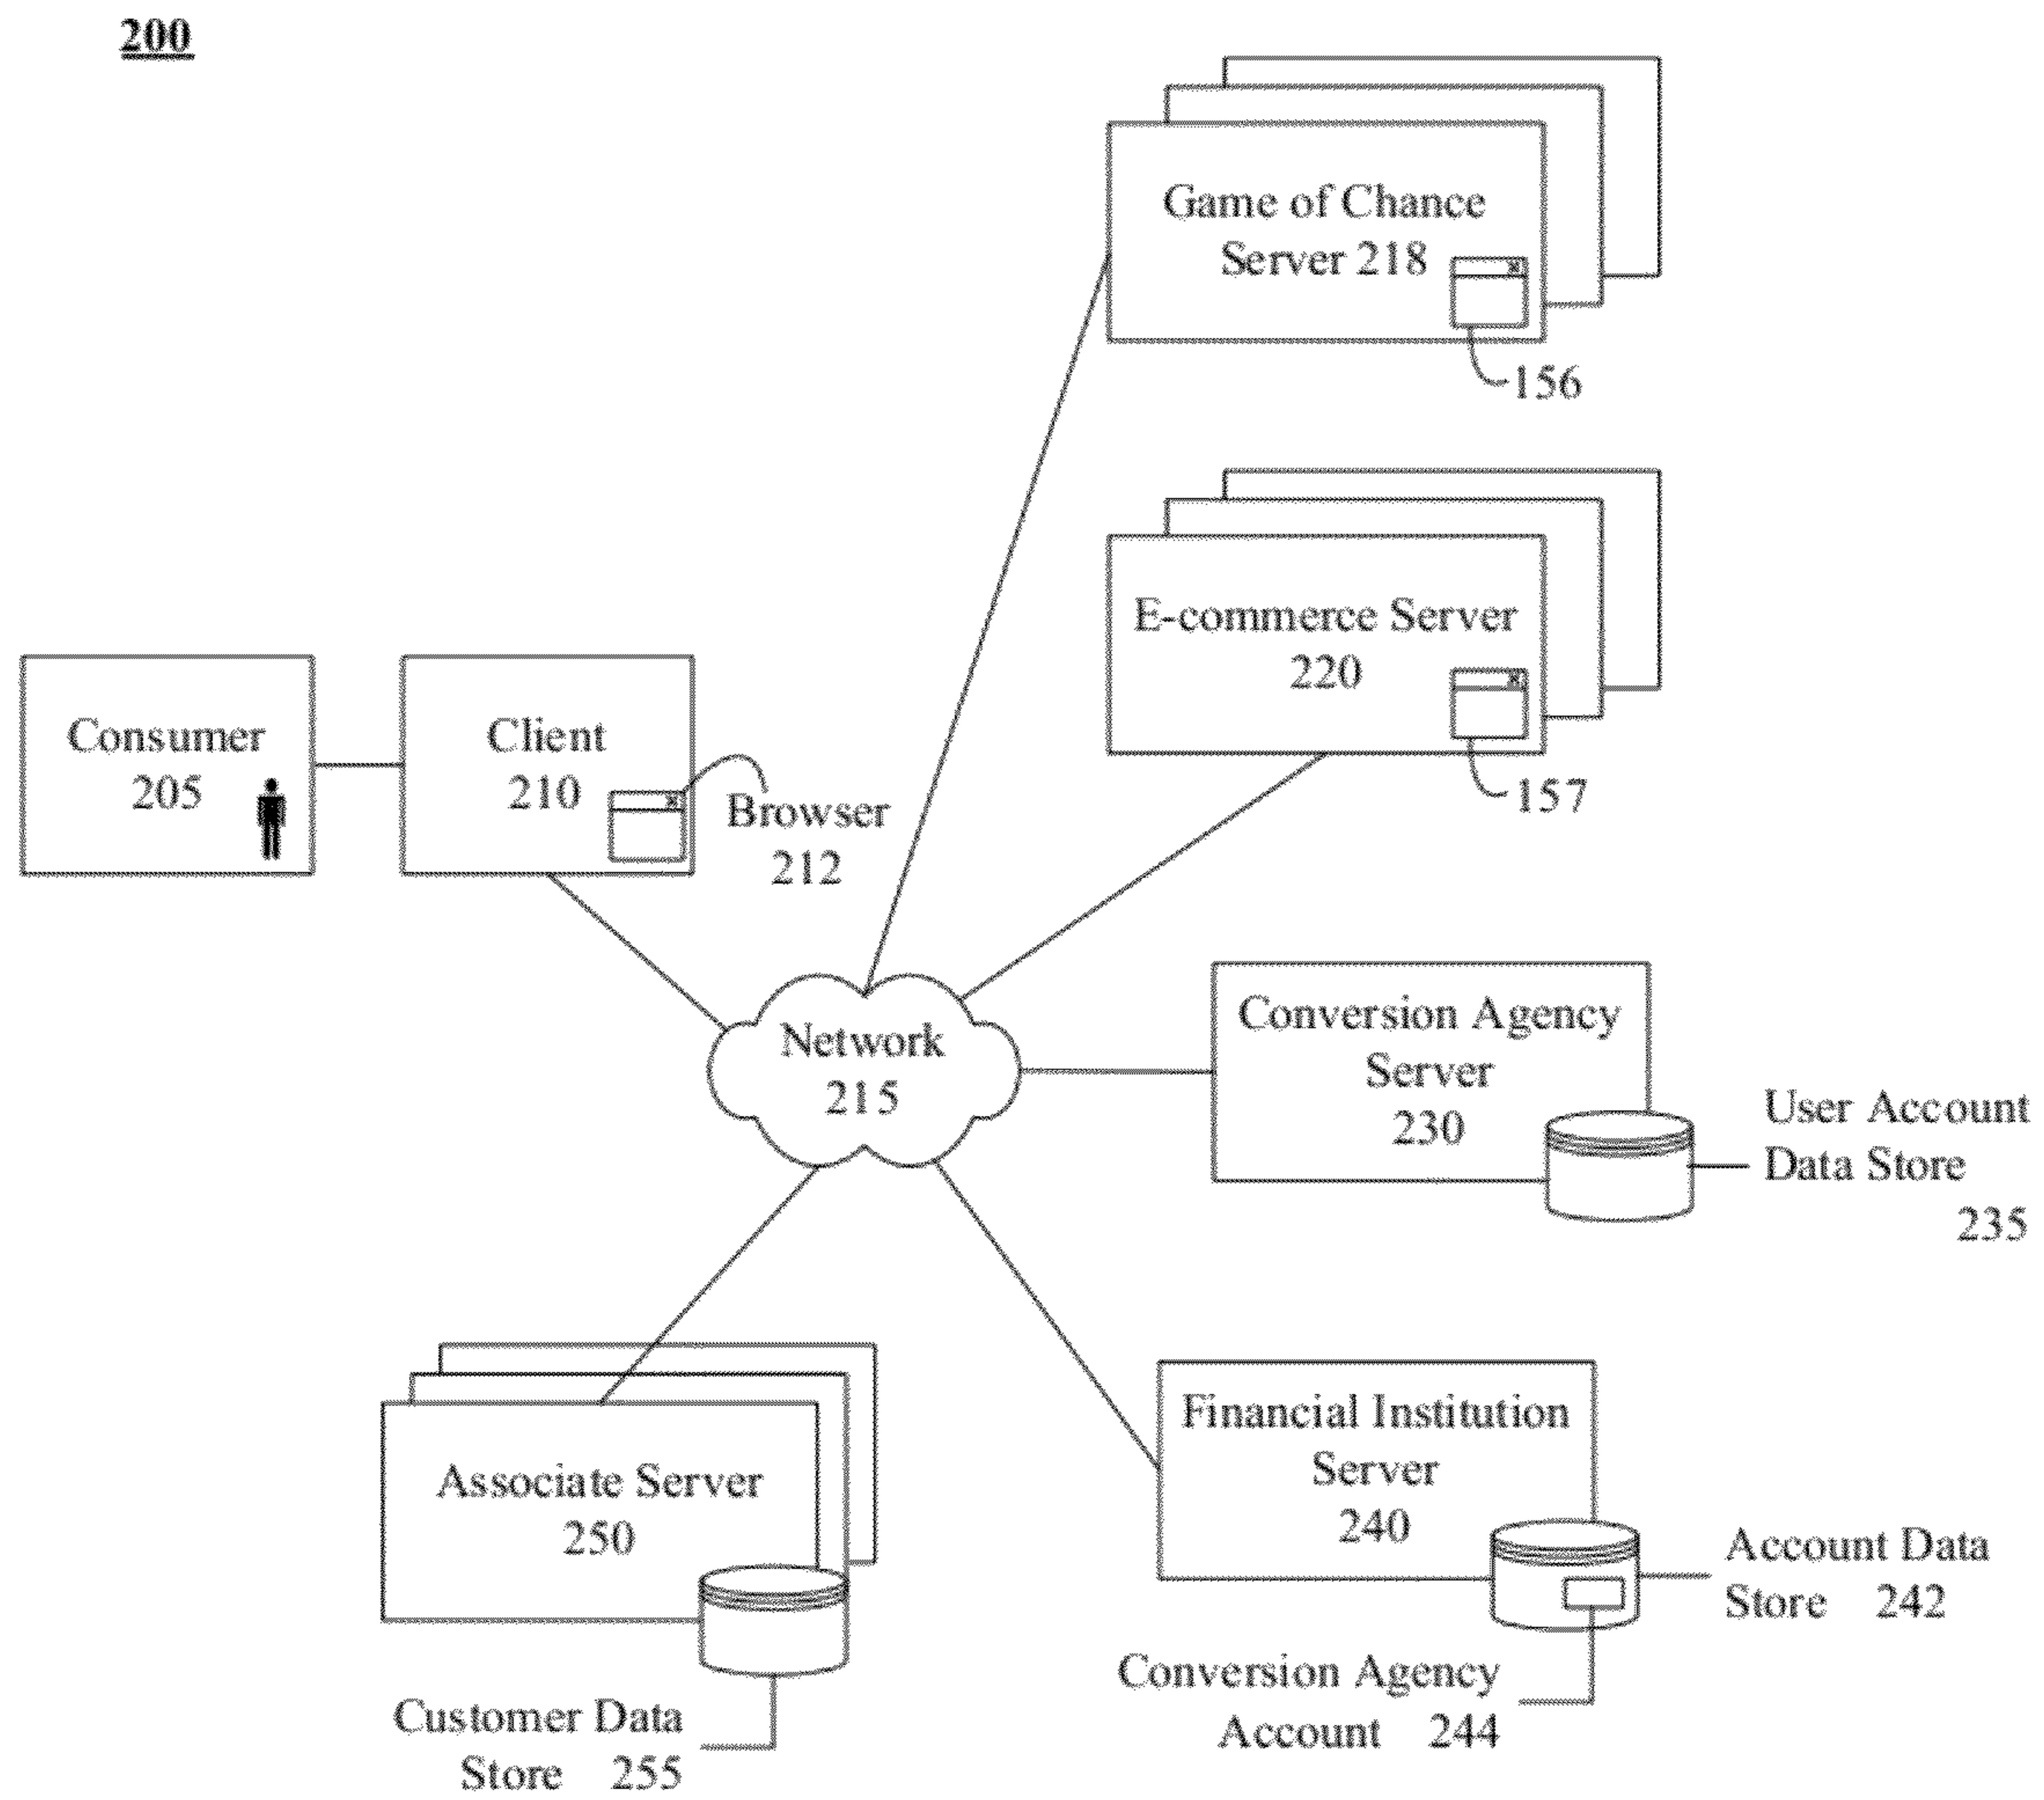 200
Game of Chance
Server 218
156
E-commerce Server
220
157
Consumer
205
Client
210
Browser
212
Network
215
Conversion Agency
Server
230
User Account
Data Store
235
Associate Server
250
Customer Data
Store 255
Financial Institution
Server
240
Account Data
Store 242
Conversion Agency
Account 244